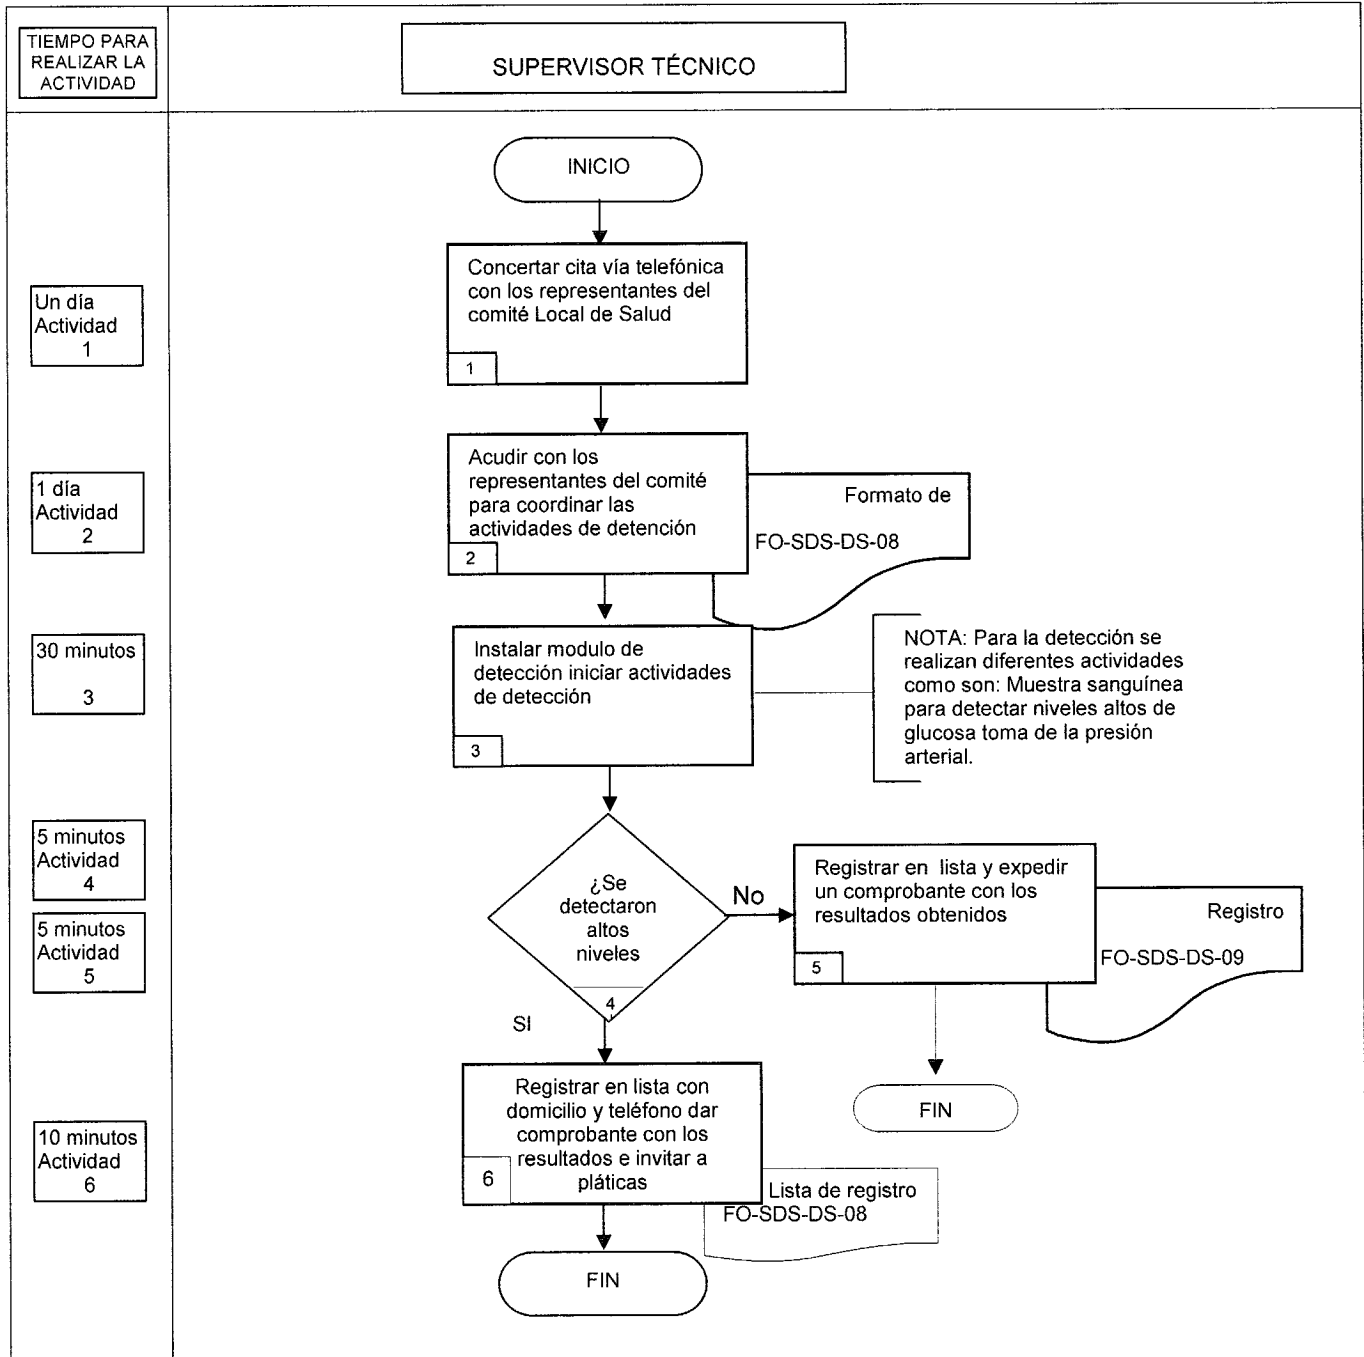 TIEMPO PARA
REALIZAR LA
ACTIVIDAD
SUPERVISOR TÉCNICO
INICIO
Un día
Actividad
1
Concertar cita vía telefónica
con los representantes del
comité Local de Salud
1
1 día
Actividad
2
Acudir con los
representantes del comité
para coordinar las
actividades de detención
2
Formato de
FO-SDS-DS-08
30 minutos
3
Instalar modulo de
detección iniciar actividades
de detección
3
NOTA: Para la detección se
realizan diferentes actividades
como son: Muestra sanguínea
para detectar niveles altos de
glucosa toma de la presión
arterial.
5 minutos
Actividad
4
5 minutos
Actividad
5
¿Se
detectaron
altos
niveles
4
No
Registrar en lista y expedir
un comprobante con los
resultados obtenidos
5
Registro
FO-SDS-DS-09
SI
FIN
10 minutos
Actividad
6
Registrar en lista con
domicilio y teléfono dar
comprobante con los
resultados e invitar a
pláticas
6
Lista de registro
FO-SDS-DS-08
FIN